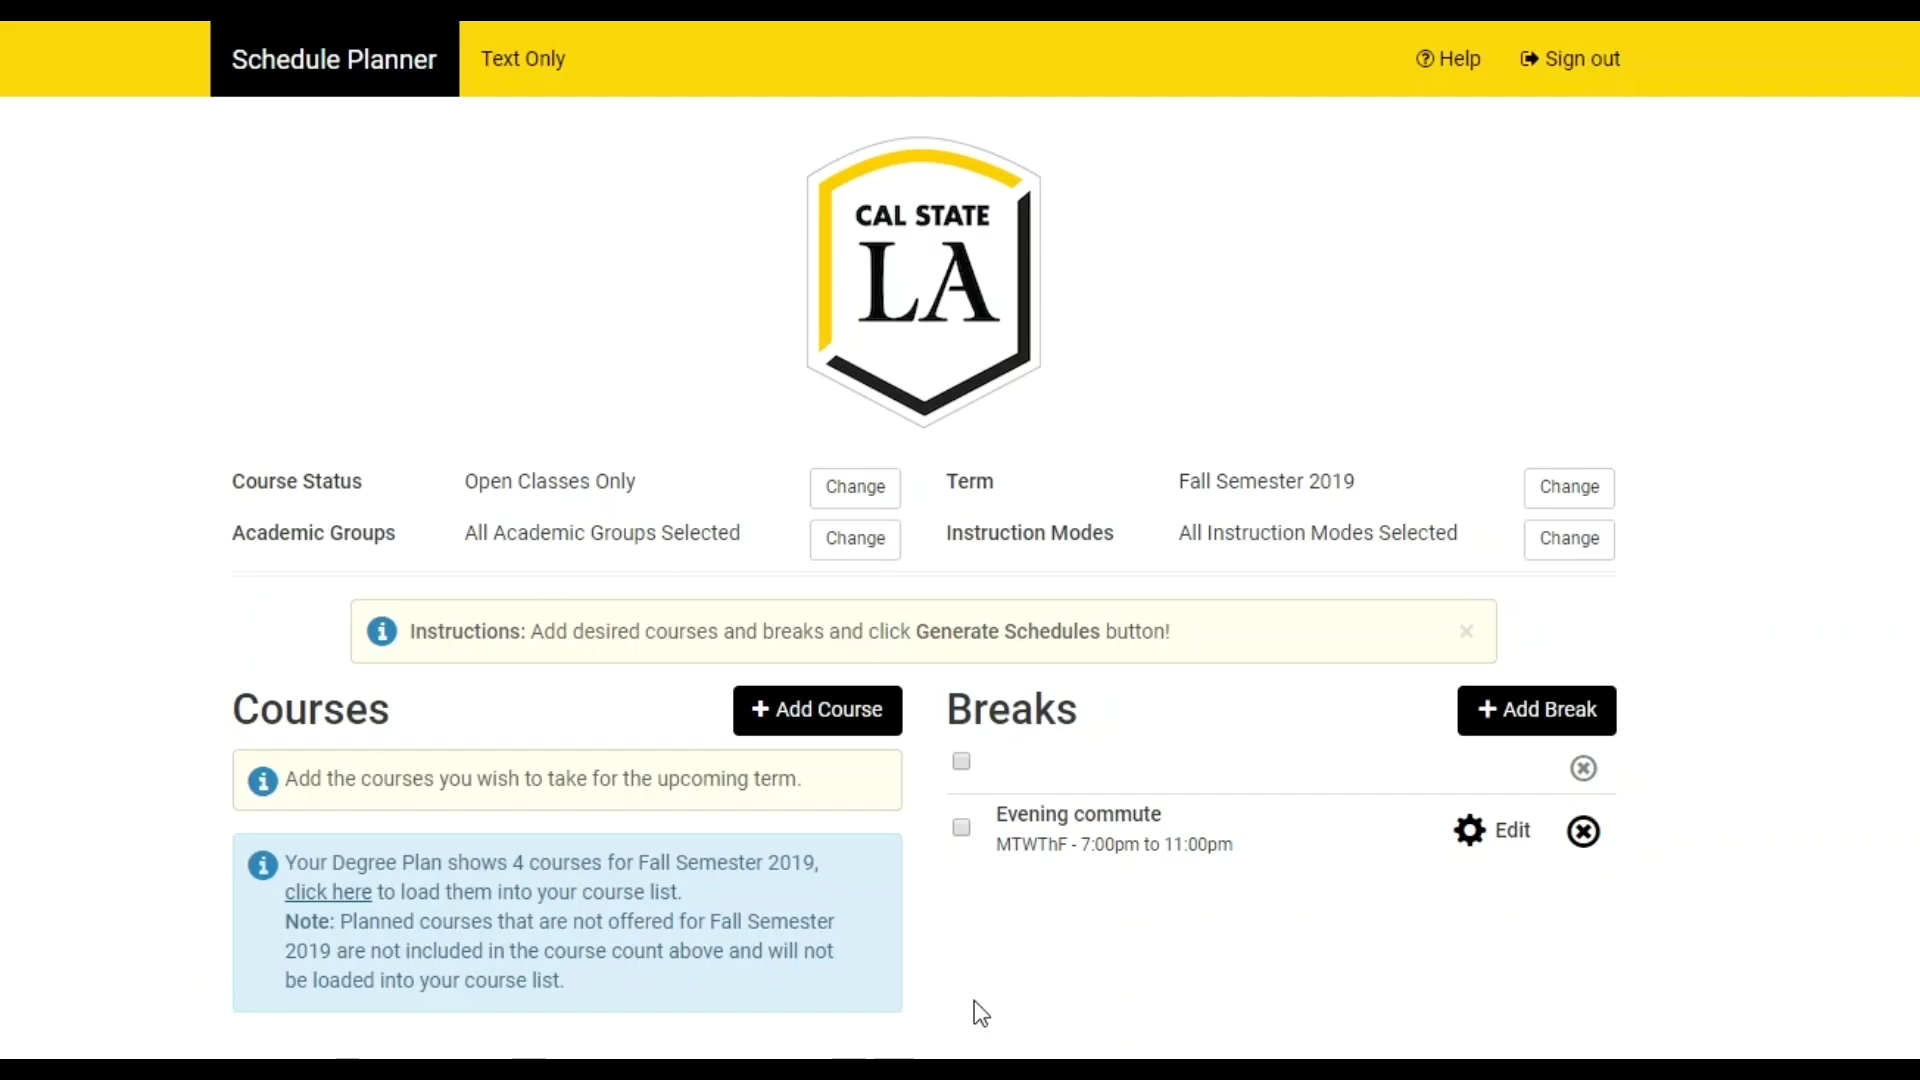 Schedule Planner
Text Only
Help
Sign out
CAL STATE
LA
Course Status
Open Classes Only
Change
Term
Fall Semester 2019
Change
Academic Groups
All Academic Groups Selected
Change
Instruction Modes
All Instruction Modes Selected
Change
Instructions: Add desired courses and breaks and click Generate Schedules button!
Courses
+ Add Course
Add the courses you wish to take for the upcoming term.
Your Degree Plan shows 4 courses for Fall Semester 2019,
click here to load them into your course list.
Note: Planned courses that are not offered for Fall Semester
2019 are not included in the course count above and will not
be loaded into your course list.
Breaks
+ Add Break
Evening commute
MTWThF - 7:00pm to 11:00pm
Edit